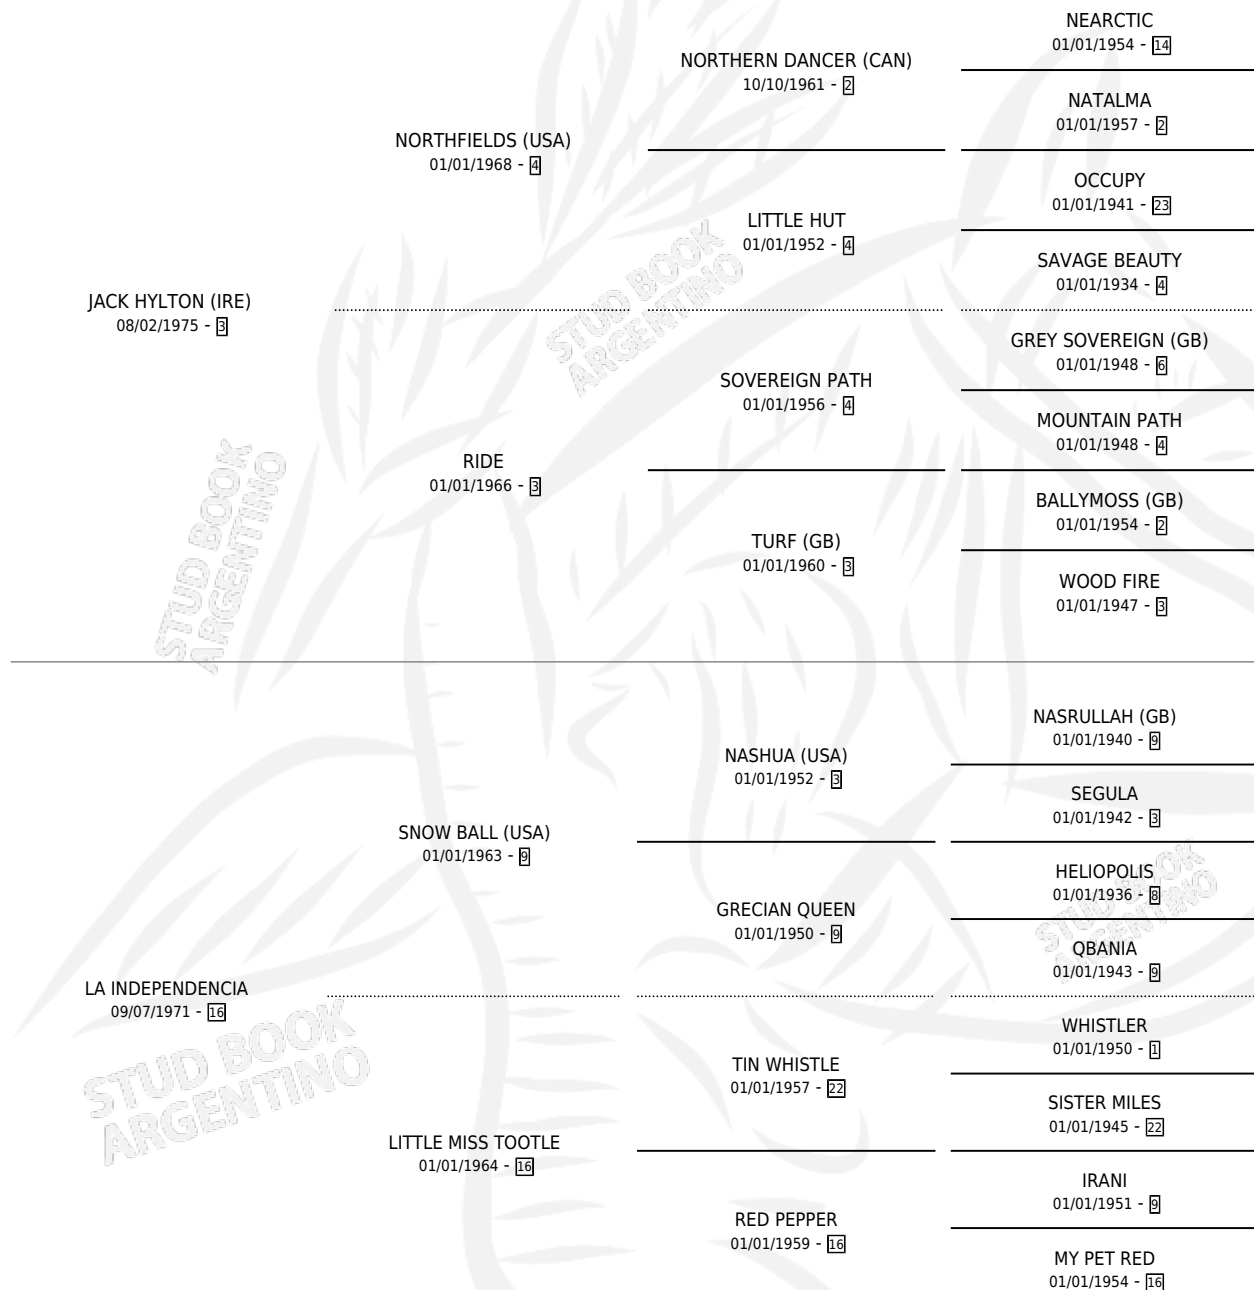 NEARCTIC
01/01/1954 - 14
NORTHERN DANCER (CAN)
10/10/1961 - 2
NATALMA
01/01/1957 - 2
NORTHFIELDS (USA)
01/01/1968 - 4
OCCUPY
01/01/1941 - 23
LITTLE HUT
01/01/1952 - 4
SAVAGE BEAUTY
01/01/1934 - 4
JACK HYLTON (IRE)
08/02/1975 - 3
GREY SOVEREIGN (GB)
01/01/1948 - 6
SOVEREIGN PATH
01/01/1956 - 4
MOUNTAIN PATH
01/01/1948 - 4
RIDE
01/01/1966 - 3
BALLYMOSS (GB)
01/01/1954 - 2
TURF (GB)
01/01/1960 - 3
WOOD FIRE
01/01/1947 - 3
NASRULLAH (GB)
01/01/1940 - 9
NASHUA (USA)
01/01/1952 - 3
SEGULA
01/01/1942 - 3
SNOW BALL (USA)
01/01/1963 - 9
HELIOPOLIS
01/01/1936 - 8
GRECIAN QUEEN
01/01/1950 - 9
QBANIA
01/01/1943 - 9
LA INDEPENDENCIA
09/07/1971 - 16
WHISTLER
01/01/1950 - 1
TIN WHISTLE
01/01/1957 - 22
SISTER MILES
01/01/1945 - 22
LITTLE MISS TOOTLE
01/01/1964 - 16
IRANI
01/01/1951 - 9
RED PEPPER
01/01/1959 - 16
MY PET RED
01/01/1954 - 16
STUD BOOK
ARGENTINO
STUD BOOK
ARGENTINO
STUD BOOK
ARGENTINO
STUD BOOK
ARGENTINO